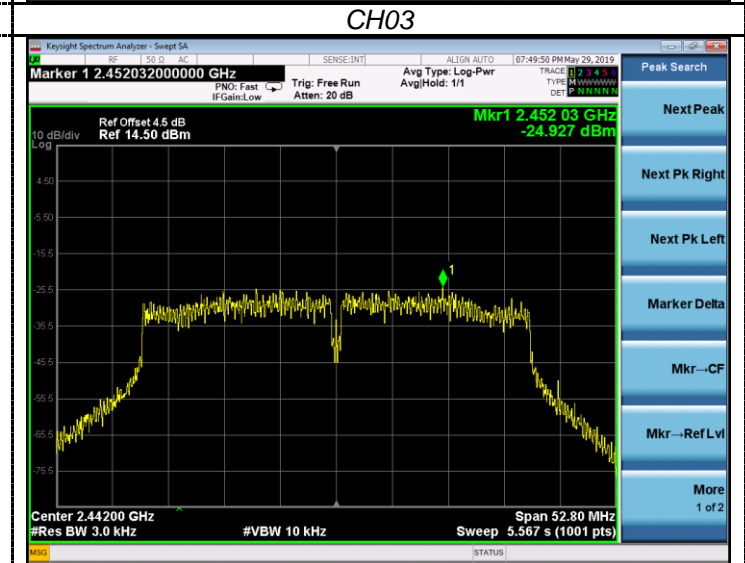 CH03
Keysight Spectrum Analyzer - Swept SA
LXI RF 50 Ω AC SENSE:INT ALIGN AUTO 07:49:50 PM May 29, 2019
Marker 1 2.452032000000 GHz
PNO: Fast
IFGain:Low
Trig: Free Run
Atten: 20 dB
Avg Type: Log-Pwr
Avg|Hold: 1/1
TRACE 1 2 3 4 5 6
TYPE M WWWWW
DET P N N N N N
Peak Search
Ref Offset 4.5 dB
10 dB/div Ref 14.50 dBm
Log
Mkr1 2.452 03 GHz
-24.927 dBm
4.50
-5.50
-15.5
-25.5
-35.5
-45.5
-55.5
-65.5
-75.5
1
Center 2.44200 GHz
#Res BW 3.0 kHz
#VBW 10 kHz
Span 52.80 MHz
Sweep 5.567 s (1001 pts)
Next Peak
Next Pk Right
Next Pk Left
Marker Delta
Mkr→CF
Mkr→Ref Lvl
More
1 of 2
MSG
STATUS